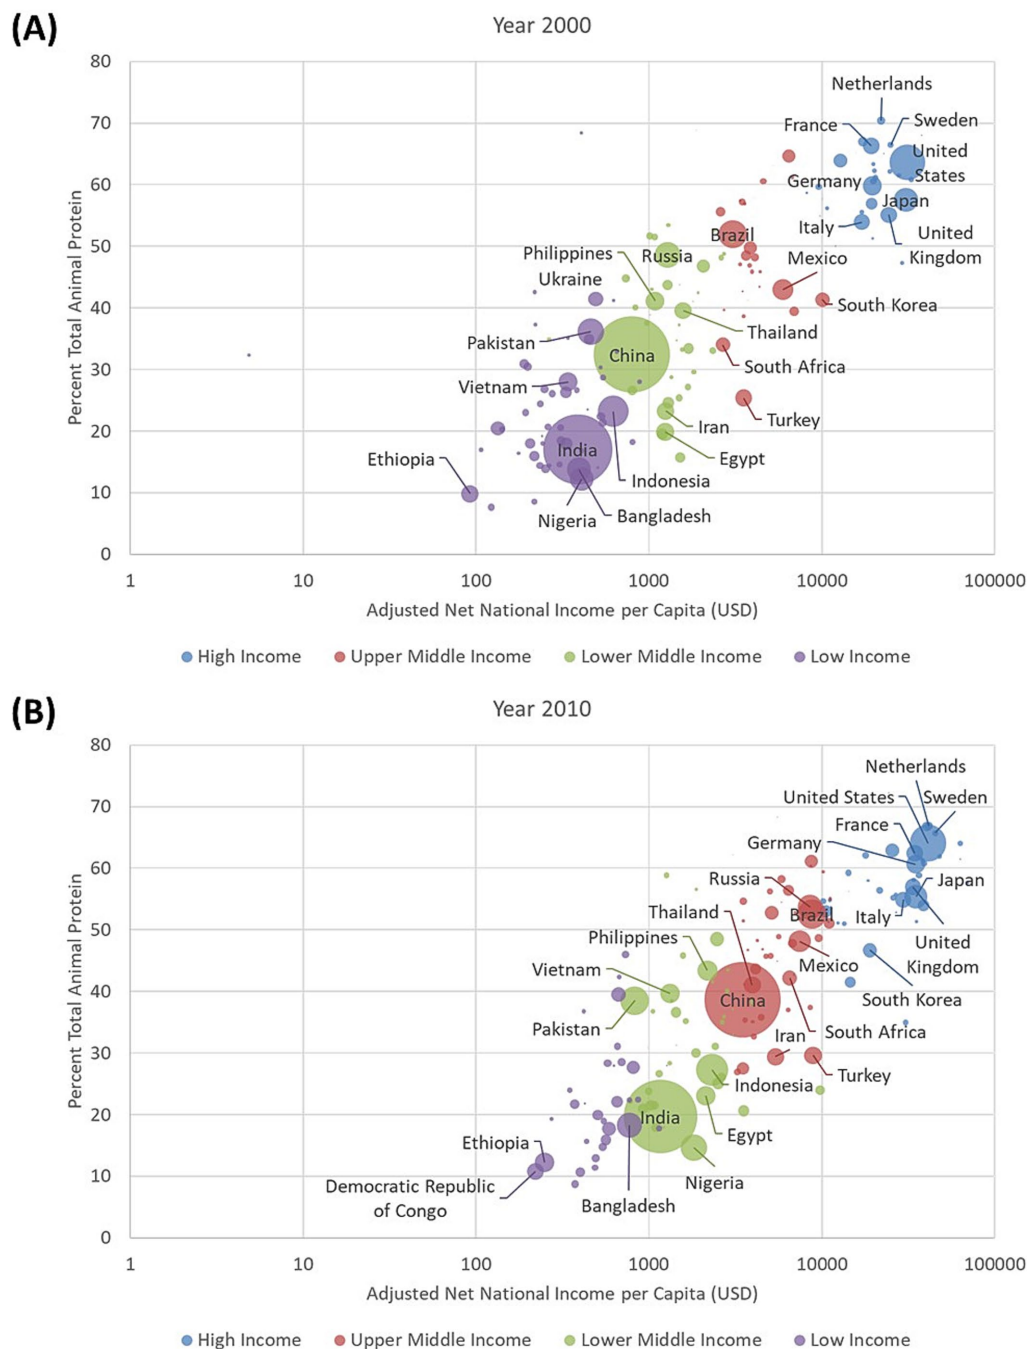 (A)
Year 2000
Percent Total Animal Protein
80
70
60
50
40
30
20
10
0
Netherlands
France
Sweden
United
States
Germany
Japan
Italy
United
Kingdom
Brazil
Philippines
Russia
Mexico
Ukraine
South Korea
Thailand
Pakistan
China
South Africa
Vietnam
Turkey
Iran
India
Egypt
Ethiopia
Indonesia
Nigeria
Bangladesh
1
10
100
1000
10000
100000
Adjusted Net National Income per Capita (USD)
High Income
Upper Middle Income
Lower Middle Income
Low Income
(B)
Year 2010
Percent Total Animal Protein
80
70
60
50
40
30
20
10
0
Netherlands
United States
Sweden
France
Germany
Russia
Japan
Thailand
Brazil
Italy
Philippines
United
Kingdom
Mexico
Vietnam
South Korea
China
Pakistan
South Africa
Iran
Turkey
Indonesia
India
Egypt
Ethiopia
Nigeria
Democratic Republic
of Congo
Bangladesh
1
10
100
1000
10000
100000
Adjusted Net National Income per Capita (USD)
High Income
Upper Middle Income
Lower Middle Income
Low Income